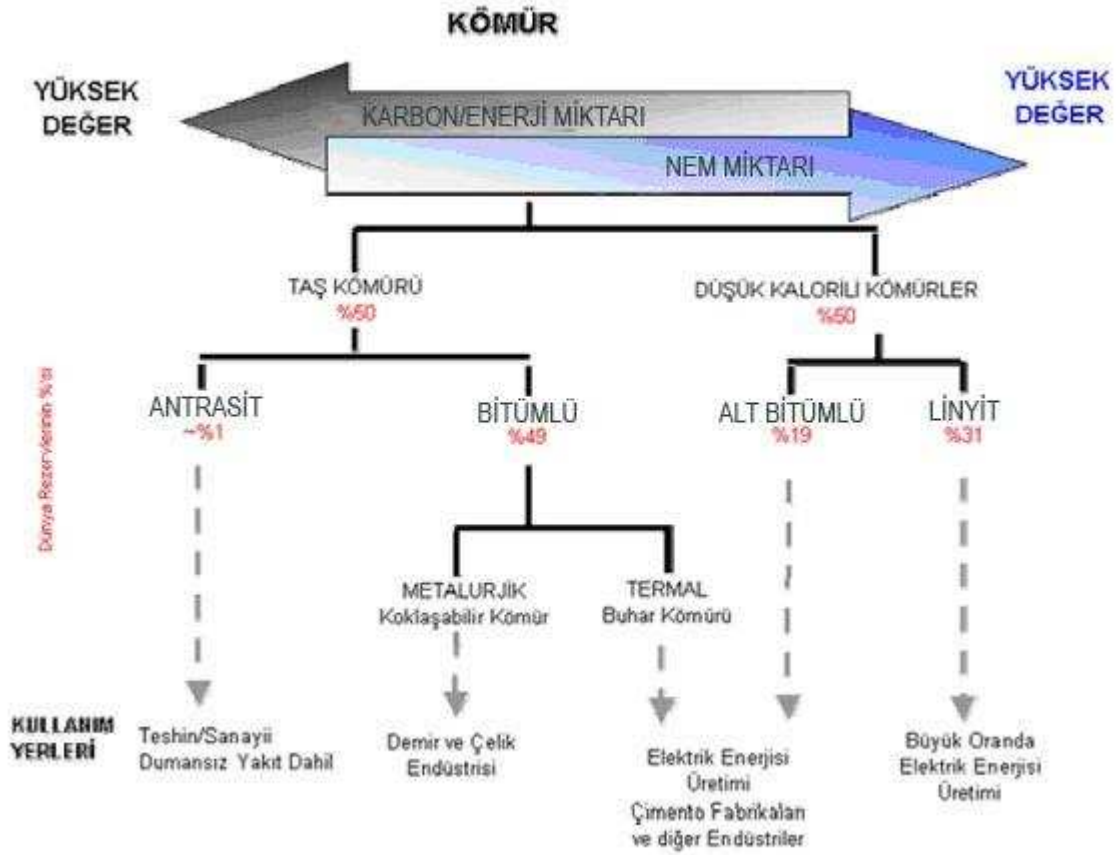 KÖMÜR
YÜKSEK
DEĞER
YÜKSEK
DEĞER
KARBON/ENERJİ MİKTARI
NEM MİKTARI
TAŞ KÖMÜRÜ
%50
DÜŞÜK KALORİLİ KÖMÜRLER
%50
Dünya Rezervlerinin %'si
ANTRASİT
~%1
BİTÜMLÜ
%49
ALT BİTÜMLÜ
%19
LİNYİT
%31
METALURJİK
Koklaşabilir Kömür
TERMAL
Buhar Kömürü
KULLANIM
YERLERİ
Teshin/Sanayii
Dumansız Yakıt Dahil
Demir ve Çelik
Endüstrisi
Elektrik Enerjisi
Üretimi
Çimento Fabrikaları
ve diğer Endüstriler
Büyük Oranda
Elektrik Enerjisi
Üretimi